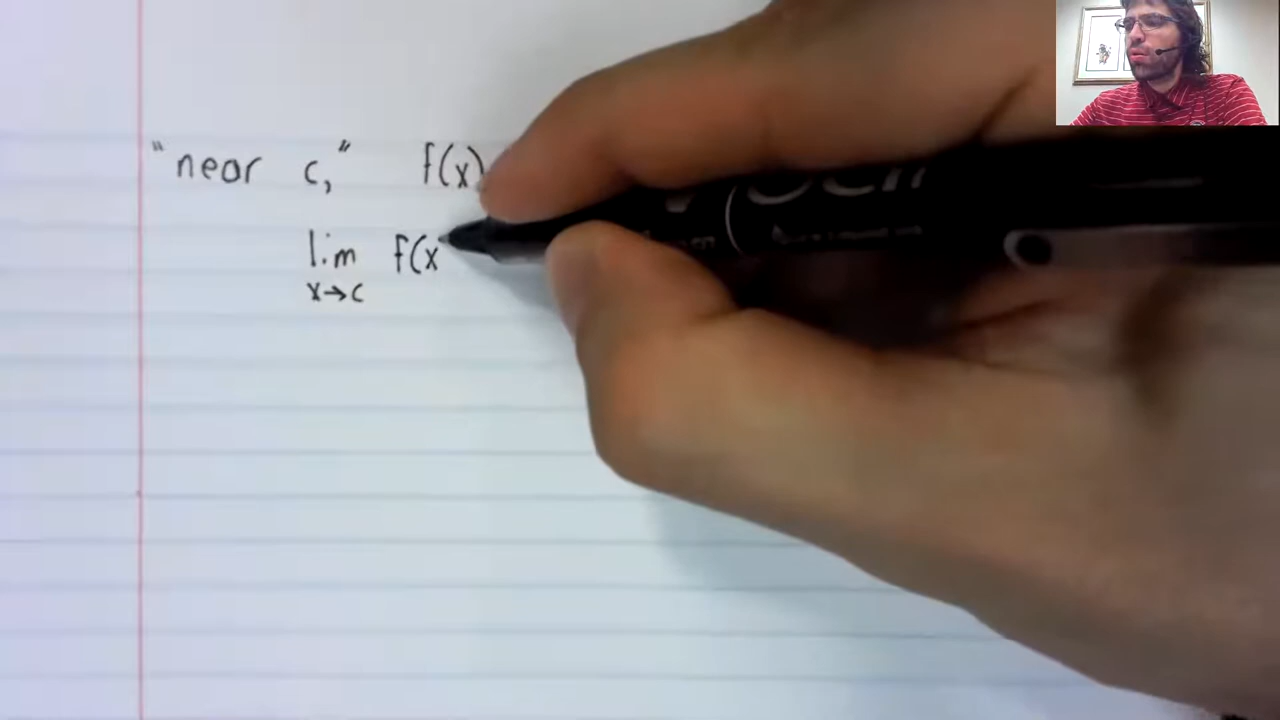 "near c," f(x)
lim f(x
x→c